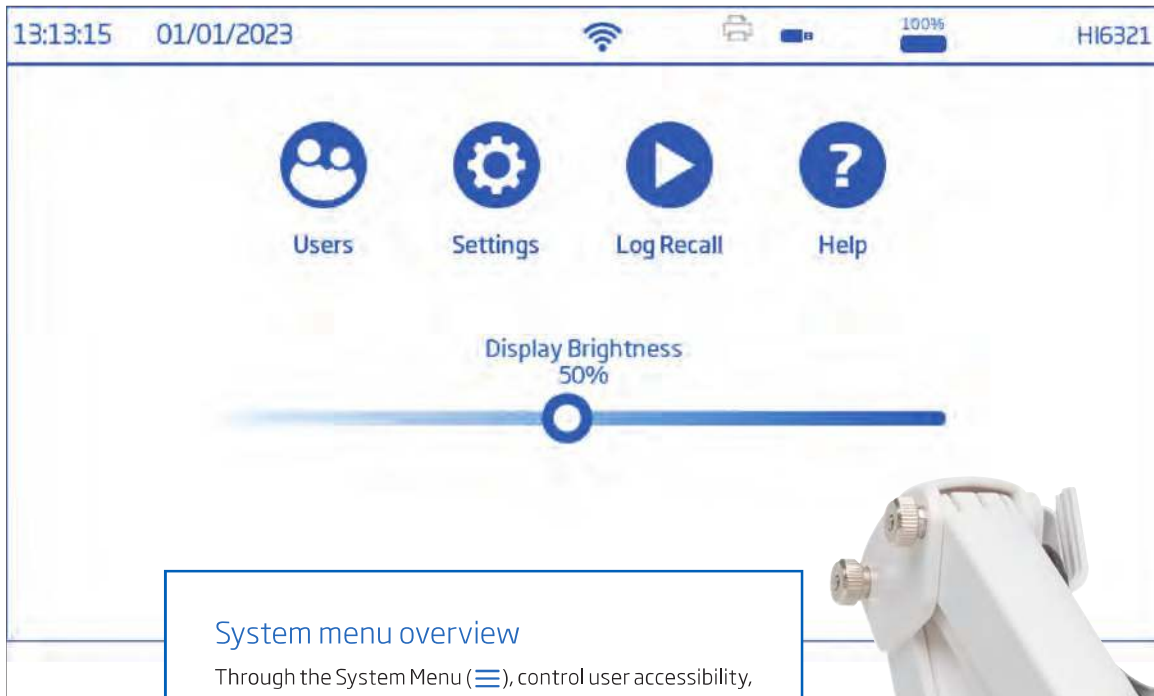 13:13:15 01/01/2023 100% HI6321
?
Users Settings Log Recall Help
Display Brightness
50%
System menu overview
Through the System Menu (☰), control user accessibility,